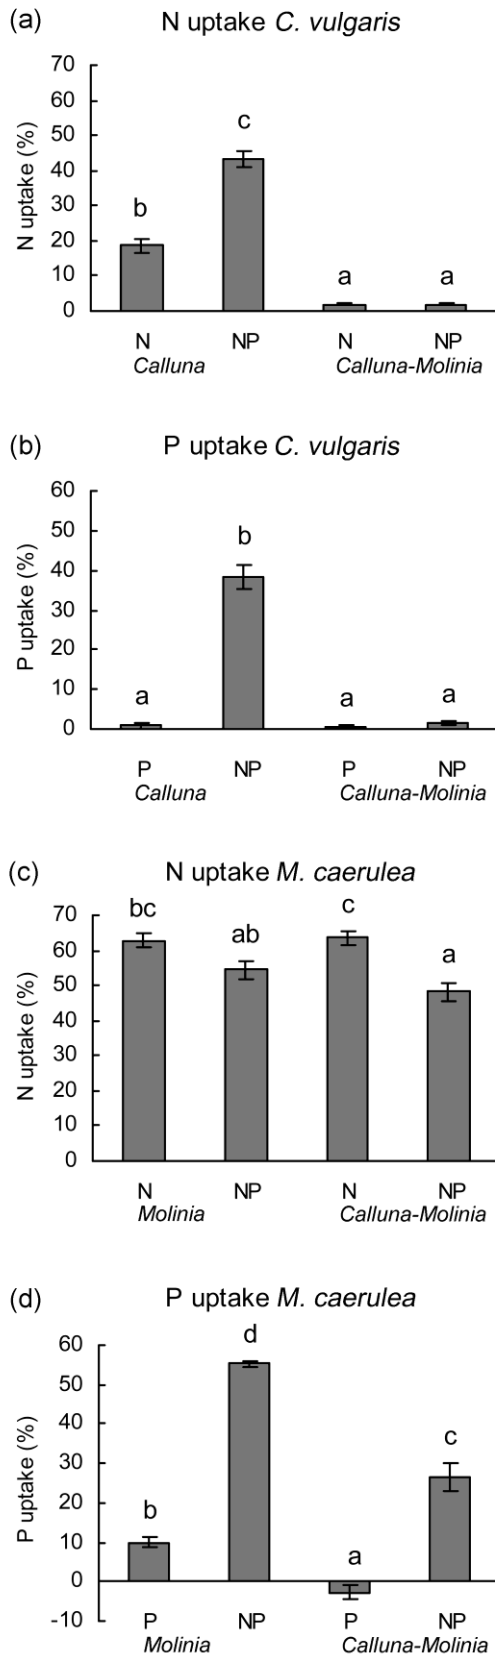 (a) N uptake C. vulgaris
N uptake (%)
70
60
50
40
30
20
10
0
b
c
a
a
N NP N NP
Calluna Calluna-Molinia
(b) P uptake C. vulgaris
P uptake (%)
60
50
40
30
20
10
0
a
b
a
a
P NP P NP
Calluna Calluna-Molinia
(c) N uptake M. caerulea
N uptake (%)
70
60
50
40
30
20
10
0
bc
ab
c
a
N NP N NP
Molinia Calluna-Molinia
(d) P uptake M. caerulea
P uptake (%)
60
50
40
30
20
10
0
-10
b
d
a
c
P NP P NP
Molinia Calluna-Molinia